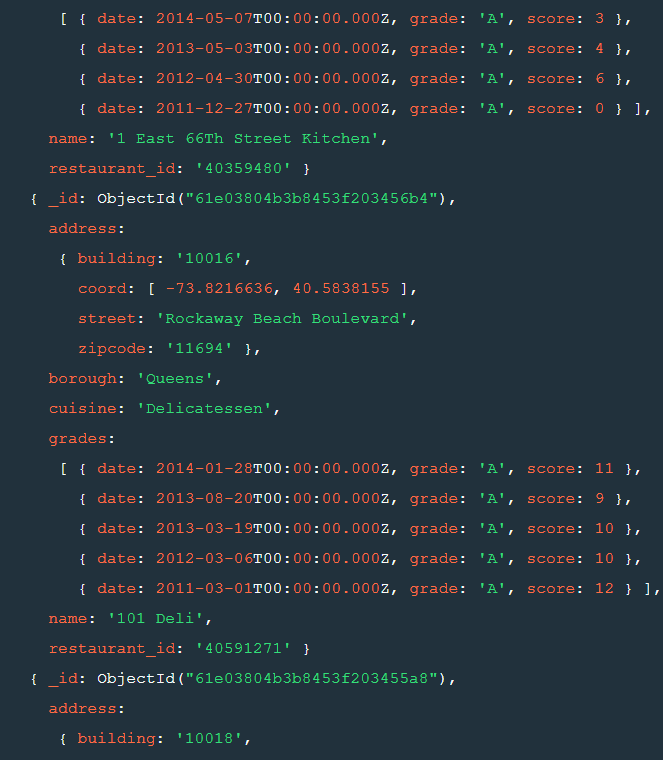 [ { date: 2014-05-07T00:00:00.000Z, grade: 'A', score: 3 },
{ date: 2013-05-03T00:00:00.000Z, grade: 'A', score: 4 },
{ date: 2012-04-30T00:00:00.000Z, grade: 'A', score: 6 },
{ date: 2011-12-27T00:00:00.000Z, grade: 'A', score: 0 } ],
name: '1 East 66Th Street Kitchen',
restaurant_id: '40359480' }
{ _id: ObjectId("61e03804b3b8453f203456b4"),
address:
{ building: '10016',
coord: [ -73.8216636, 40.5838155 ],
street: 'Rockaway Beach Boulevard',
zipcode: '11694' },
borough: 'Queens',
cuisine: 'Delicatessen',
grades:
[ { date: 2014-01-28T00:00:00.000Z, grade: 'A', score: 11 },
{ date: 2013-08-20T00:00:00.000Z, grade: 'A', score: 9 },
{ date: 2013-03-19T00:00:00.000Z, grade: 'A', score: 10 },
{ date: 2012-03-06T00:00:00.000Z, grade: 'A', score: 10 },
{ date: 2011-03-01T00:00:00.000Z, grade: 'A', score: 12 } ],
name: '101 Deli',
restaurant_id: '40591271' }
{ _id: ObjectId("61e03804b3b8453f203455a8"),
address:
{ building: '10018',